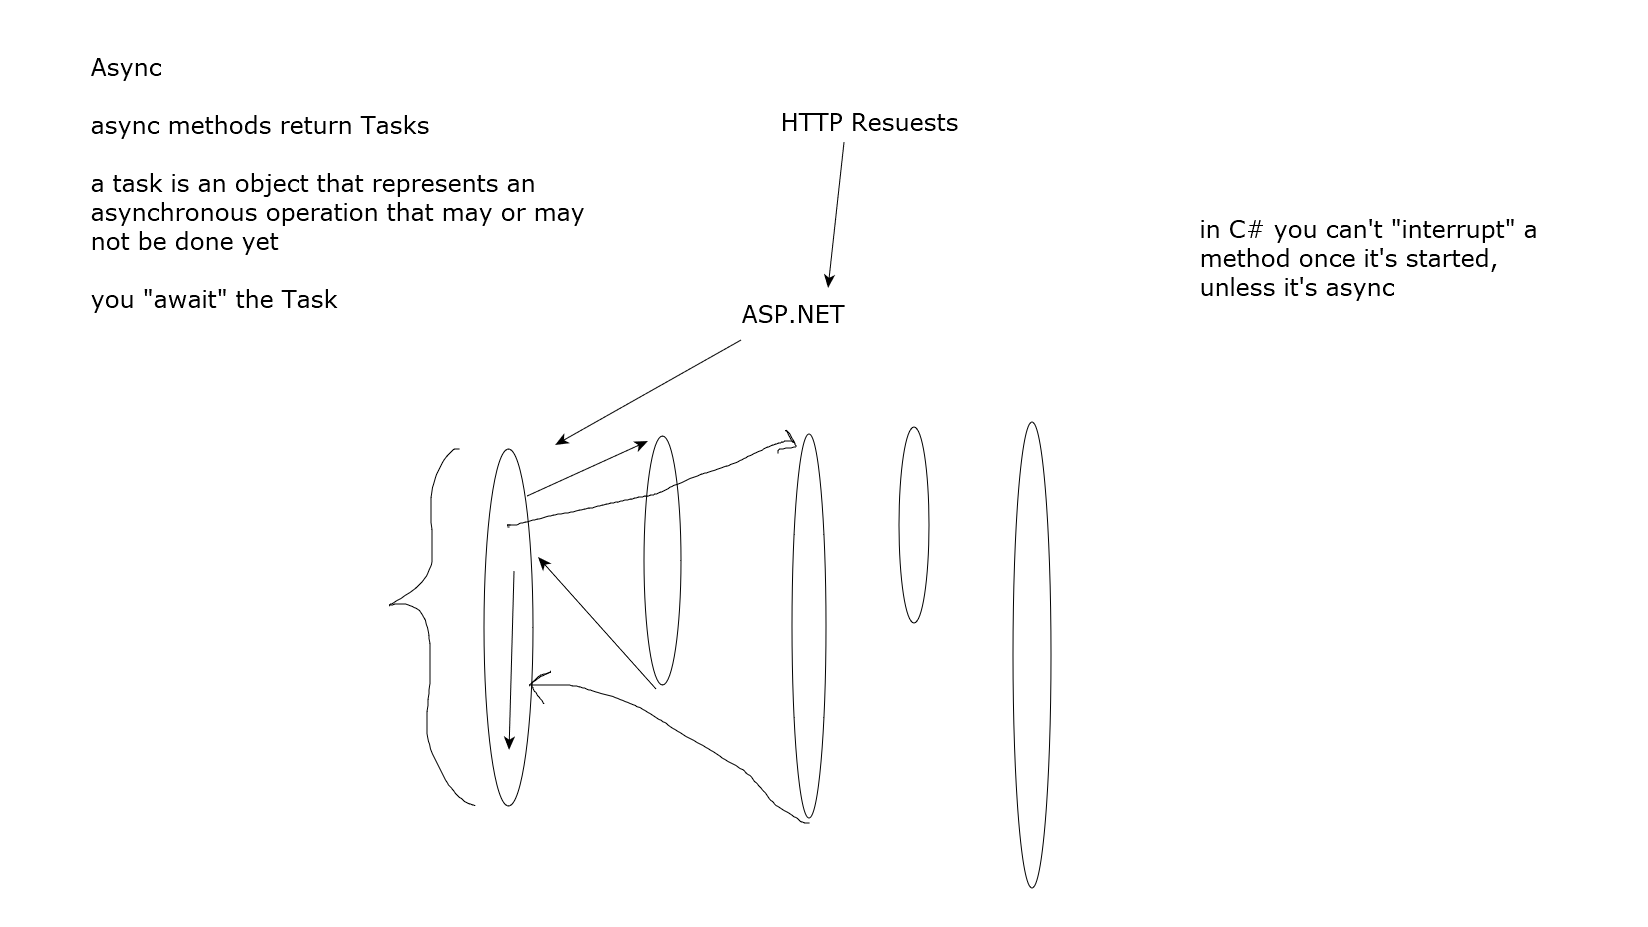 Async
async methods return Tasks
a task is an object that represents an
asynchronous operation that may or may
not be done yet
you "await" the Task
HTTP Resuests
ASP.NET
in C# you can't "interrupt" a
method once it's started,
unless it's async